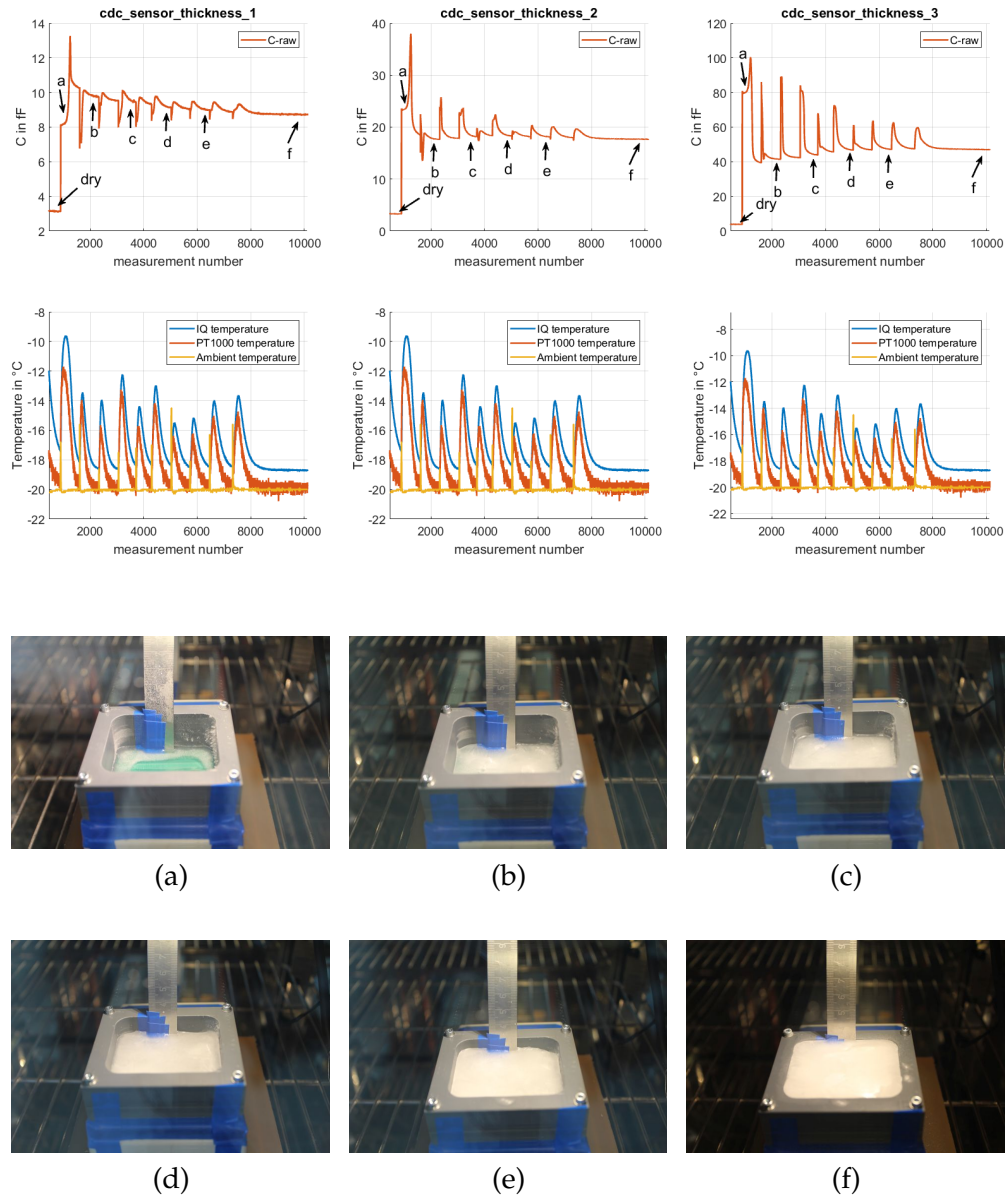 cdc_sensor_thickness_1
C-raw
C in fF
14
12
10
8
6
4
2
a
b
c
d
e
f
dry
2000 4000 6000 8000 10000
measurement number
cdc_sensor_thickness_2
C-raw
C in fF
40
30
20
10
0
a
b
c
d
e
f
dry
2000 4000 6000 8000 10000
measurement number
cdc_sensor_thickness_3
C-raw
C in fF
120
100
80
60
40
20
0
a
b
c
d
e
f
dry
2000 4000 6000 8000 10000
measurement number
IQ temperature
PT1000 temperature
Ambient temperature
Temperature in °C
-8
-10
-12
-14
-16
-18
-20
-22
2000 4000 6000 8000 10000
measurement number
IQ temperature
PT1000 temperature
Ambient temperature
Temperature in °C
-8
-10
-12
-14
-16
-18
-20
-22
2000 4000 6000 8000 10000
measurement number
IQ temperature
PT1000 temperature
Ambient temperature
Temperature in °C
-8
-10
-12
-14
-16
-18
-20
-22
2000 4000 6000 8000 10000
measurement number
(a)
(b)
(c)
(d)
(e)
(f)